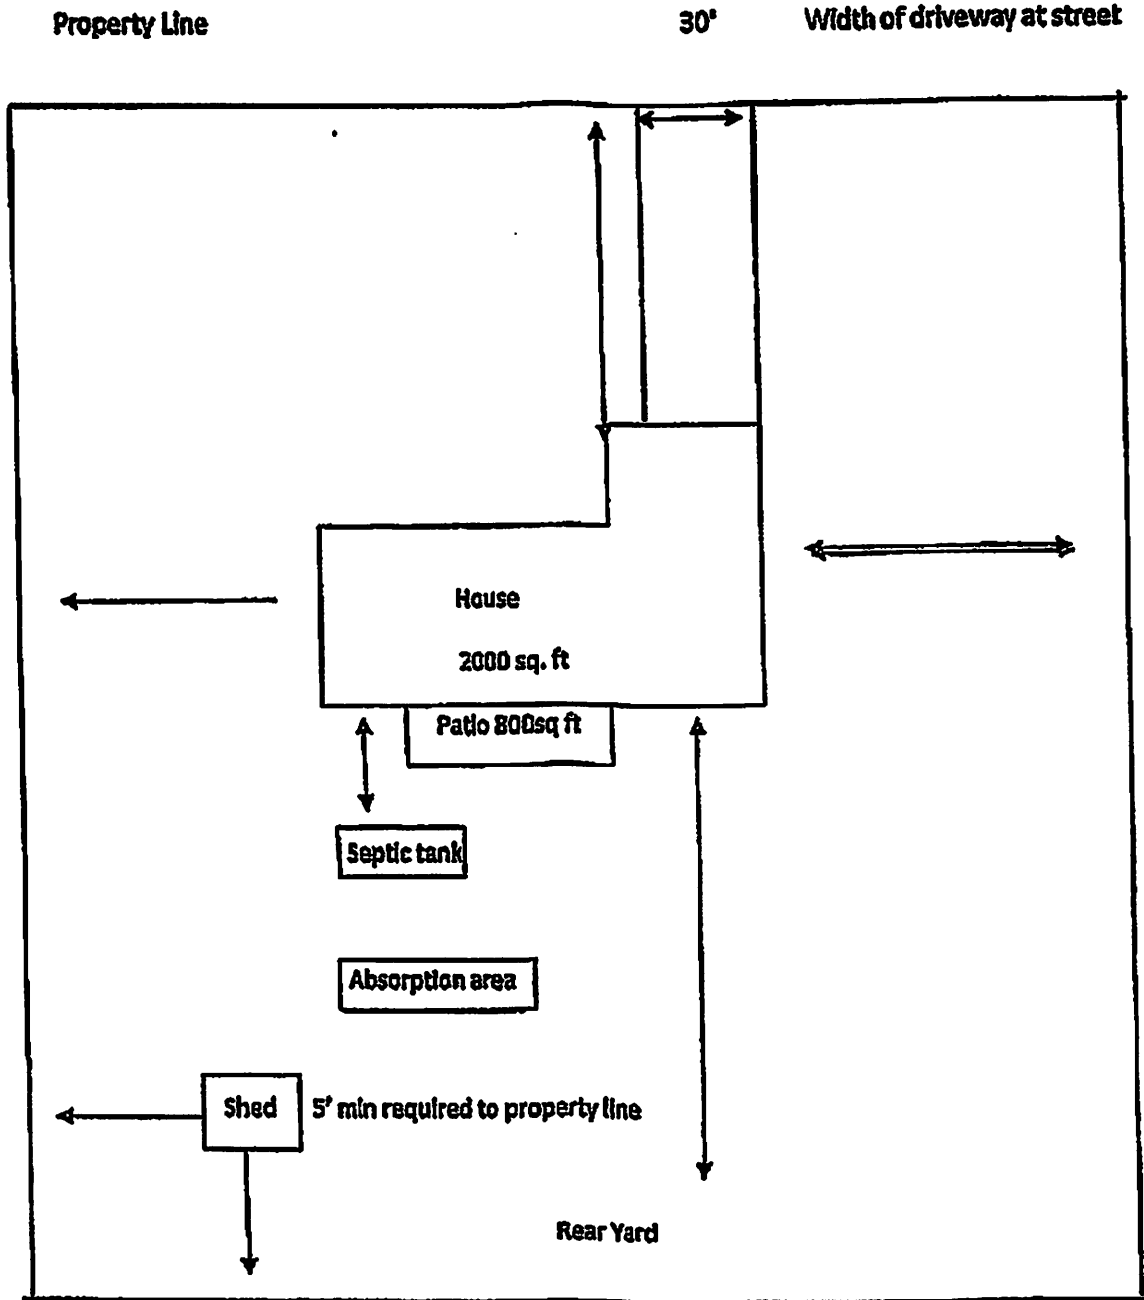 Property Line
30' Width of driveway at street
House
2000 sq. ft
Patio 800sq ft
Septic tank
Absorption area
Shed 5' min required to property line
Rear Yard